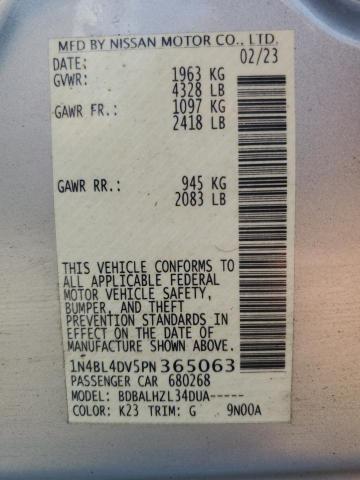 MFD BY NISSAN MOTOR CO., LTD.
DATE: 02/23
GVWR: 1963 KG
4328 LB
GAWR FR.: 1097 KG
2418 LB
GAWR RR.: 945 KG
2083 LB
THIS VEHICLE CONFORMS TO
ALL APPLICABLE FEDERAL
MOTOR VEHICLE SAFETY,
BUMPER, AND THEFT
PREVENTION STANDARDS IN
EFFECT ON THE DATE OF
MANUFACTURE SHOWN ABOVE.
1N4BL4DV5PN365063
PASSENGER CAR 680268
MODEL: BDBALHZL34DUA-----
COLOR: K23 TRIM: G 9N00A